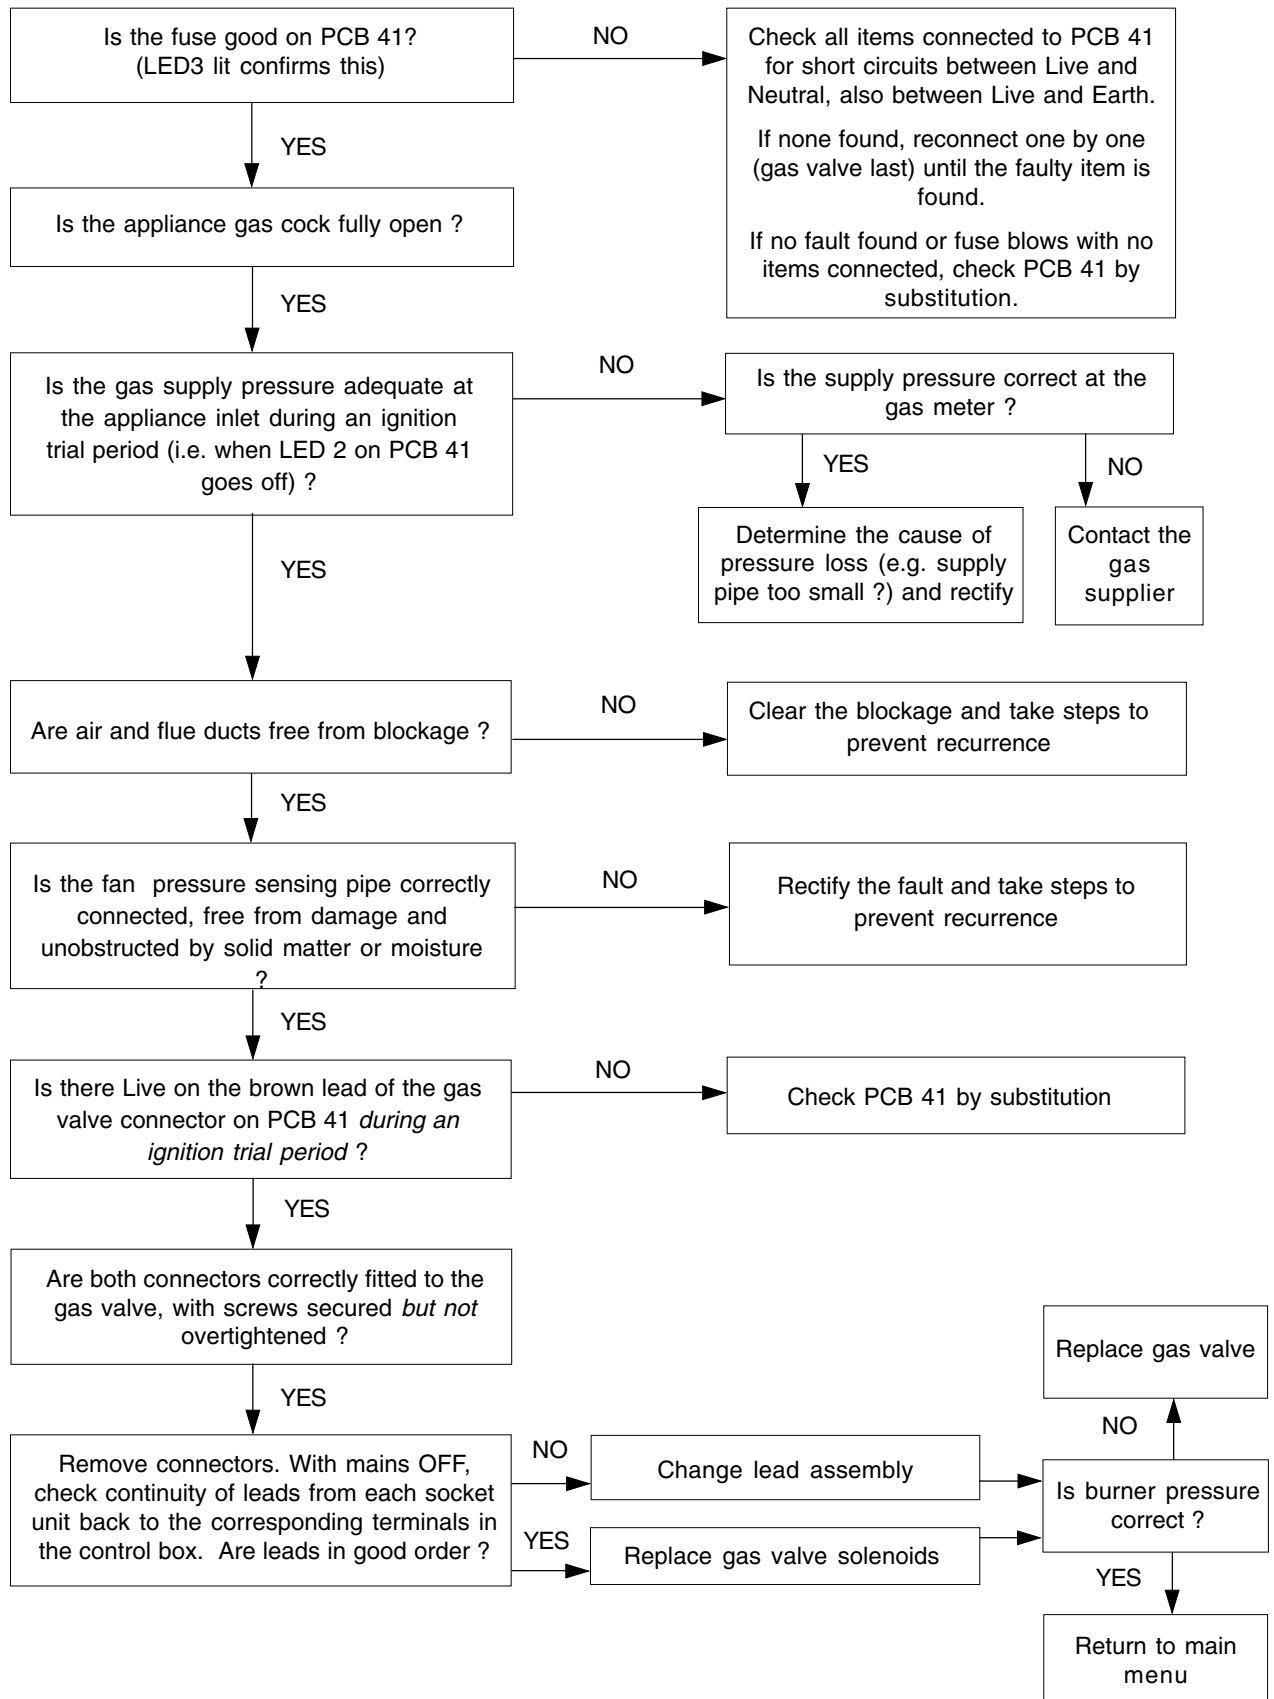 Is the fuse good on PCB 41?
(LED3 lit confirms this)
NO
Check all items connected to PCB 41
for short circuits between Live and
Neutral, also between Live and Earth.
If none found, reconnect one by one
(gas valve last) until the faulty item is
found.
If no fault found or fuse blows with no
items connected, check PCB 41 by
substitution.
YES
Is the appliance gas cock fully open ?
YES
Is the gas supply pressure adequate at
the appliance inlet during an ignition
trial period (i.e. when LED 2 on PCB 41
goes off) ?
NO
Is the supply pressure correct at the
gas meter ?
YES
NO
Determine the cause of
pressure loss (e.g. supply
pipe too small ?) and rectify
Contact the
gas
supplier
YES
Are air and flue ducts free from blockage ?
NO
Clear the blockage and take steps to
prevent recurrence
YES
Is the fan pressure sensing pipe correctly
connected, free from damage and
unobstructed by solid matter or moisture
?
NO
Rectify the fault and take steps to
prevent recurrence
YES
Is there Live on the brown lead of the gas
valve connector on PCB 41 during an
ignition trial period ?
NO
Check PCB 41 by substitution
YES
Are both connectors correctly fitted to the
gas valve, with screws secured but not
overtightened ?
YES
Remove connectors. With mains OFF,
check continuity of leads from each socket
unit back to the corresponding terminals in
the control box. Are leads in good order ?
NO
Change lead assembly
YES
Replace gas valve solenoids
Replace gas valve
NO
Is burner pressure
correct ?
YES
Return to main
menu